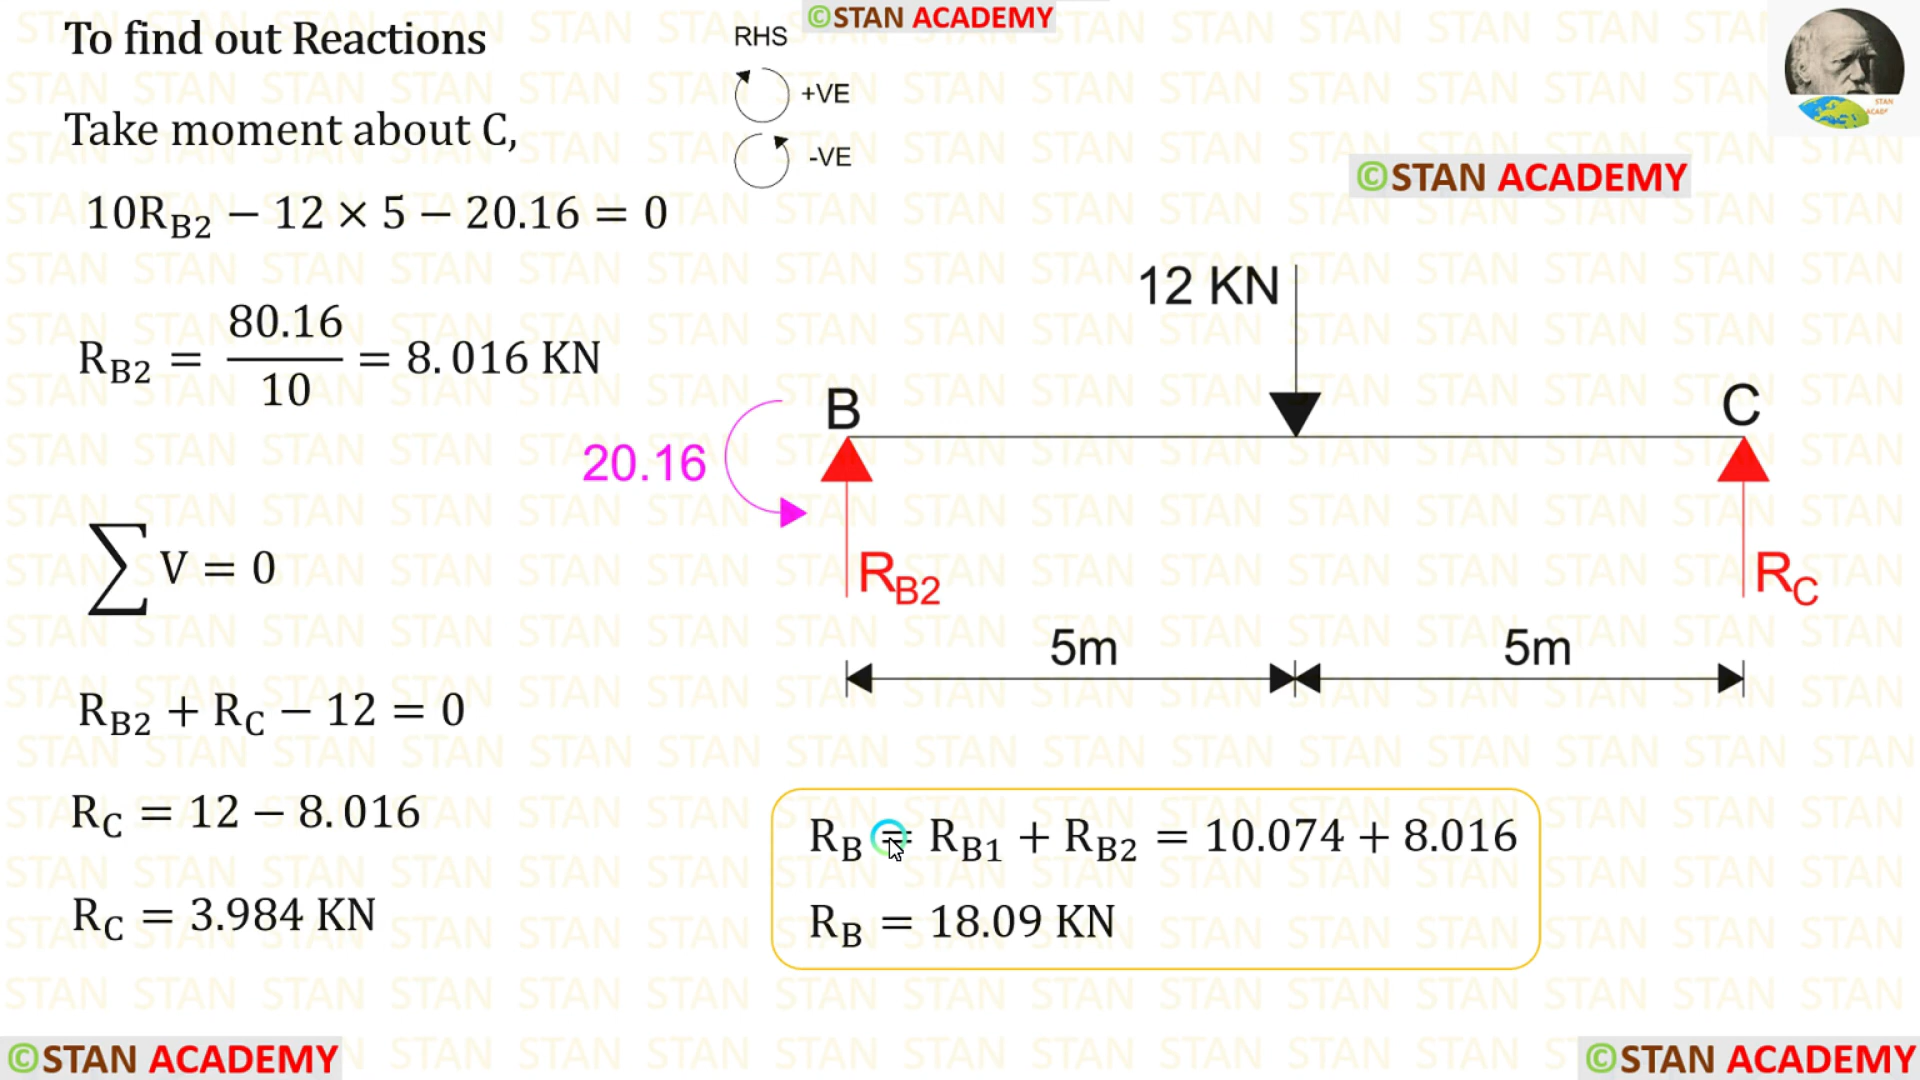 ©STAN ACADEMY
To find out Reactions
RHS
+VE
-VE
Take moment about C,
©STAN ACADEMY
10R_B2 − 12 × 5 − 20.16 = 0
R_B2 = 80.16/10 = 8.016 KN
12 KN
B
C
20.16
R_B2
R_C
∑ V = 0
5m
5m
R_B2 + R_C − 12 = 0
R_C = 12 − 8.016
R_C = 3.984 KN
R_B = R_B1 + R_B2 = 10.074 + 8.016
R_B = 18.09 KN
©STAN ACADEMY
©STAN ACADEMY